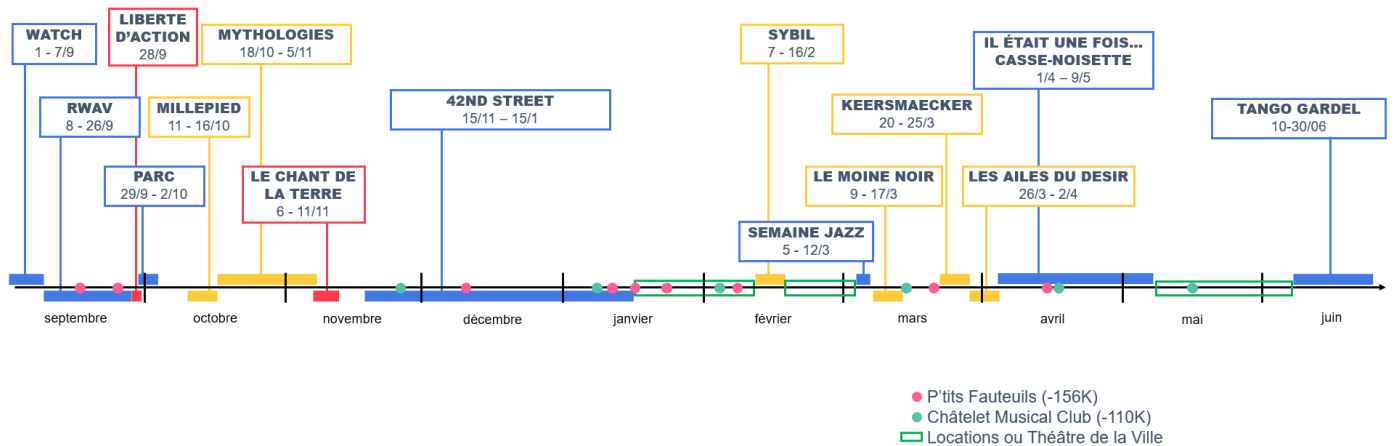 WATCH
1 - 7/9
LIBERTE
D'ACTION
28/9
MYTHOLOGIES
18/10 - 5/11
SYBIL
7 - 16/2
IL ÉTAIT UNE FOIS…
CASSE-NOISETTE
1/4 – 9/5
RWAV
8 - 26/9
MILLEPIED
11 - 16/10
42ND STREET
15/11 – 15/1
KEERSMAECKER
20 - 25/3
TANGO GARDEL
10-30/06
PARC
29/9 - 2/10
LE CHANT DE
LA TERRE
6 - 11/11
LE MOINE NOIR
9 - 17/3
LES AILES DU DESIR
26/3 - 2/4
SEMAINE JAZZ
5 - 12/3
septembre
octobre
novembre
décembre
janvier
février
mars
avril
mai
juin
P'tits Fauteuils (-156K)
Châtelet Musical Club (-110K)
Locations ou Théâtre de la Ville